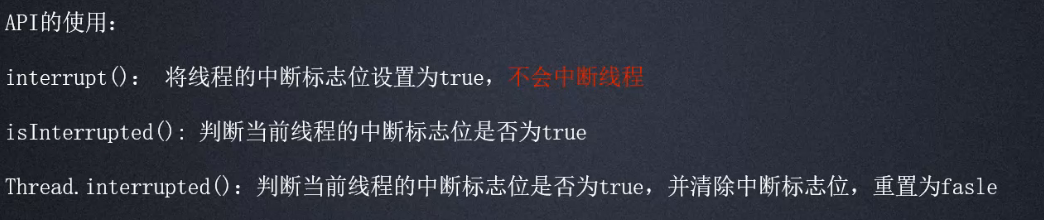 API的使用：
interrupt()： 将线程的中断标志位设置为true，不会中断线程
isInterrupted(): 判断当前线程的中断标志位是否为true
Thread.interrupted()：判断当前线程的中断标志位是否为true，并清除中断标志位，重置为fasle